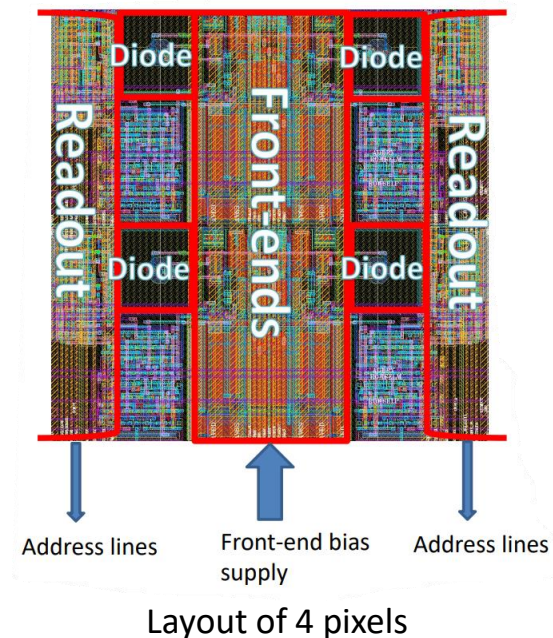 Diode
Diode
Readout
Front-ends
Readout
Diode
Diode
Address lines
Front-end bias
supply
Address lines
Layout of 4 pixels